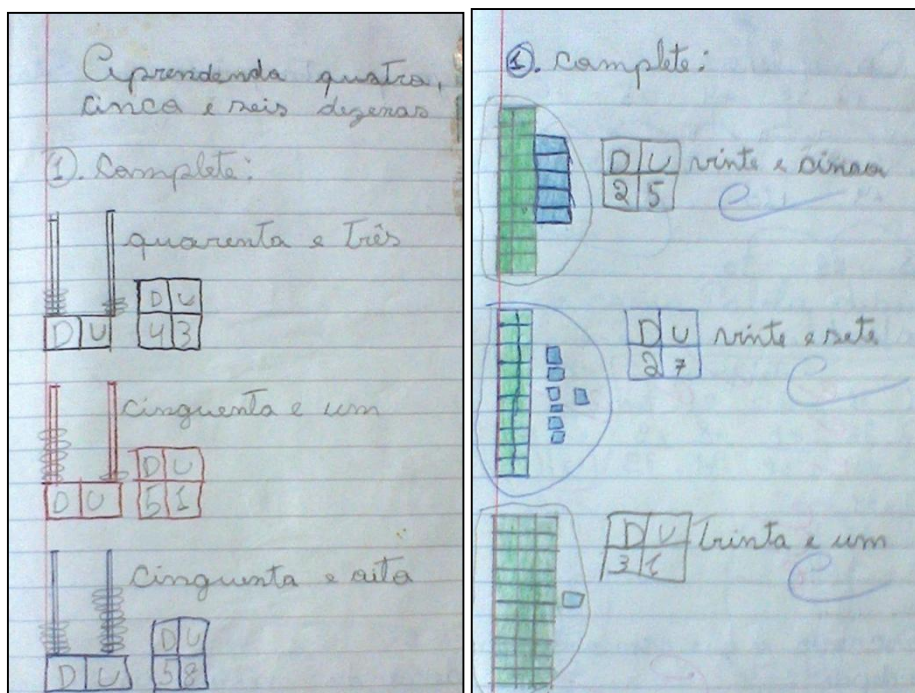 Aprendendo quatro,
cinco e seis dezenas
1. Complete:
quarenta e três
D U
4 3
D U
cinquenta e um
D U
5 1
D U
cinquenta e oito
D U
5 8
D U
1. Complete:
D U vinte e cinco
2 5
D U vinte e sete
2 7
D U trinta e um
3 1